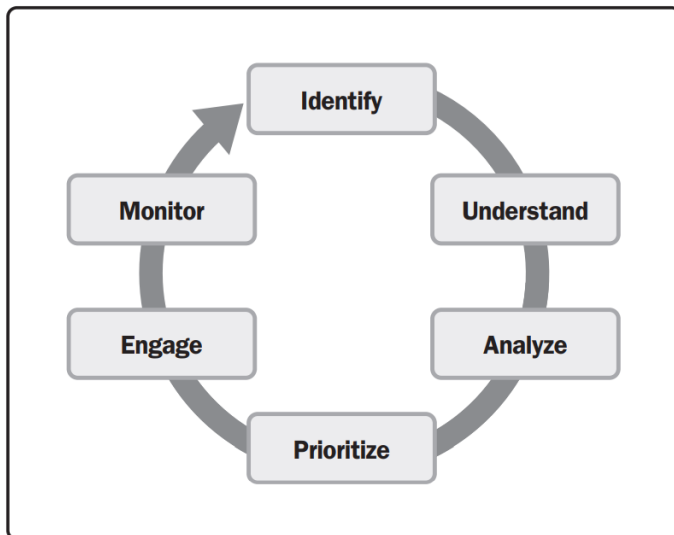 Identify
Understand
Analyze
Prioritize
Engage
Monitor